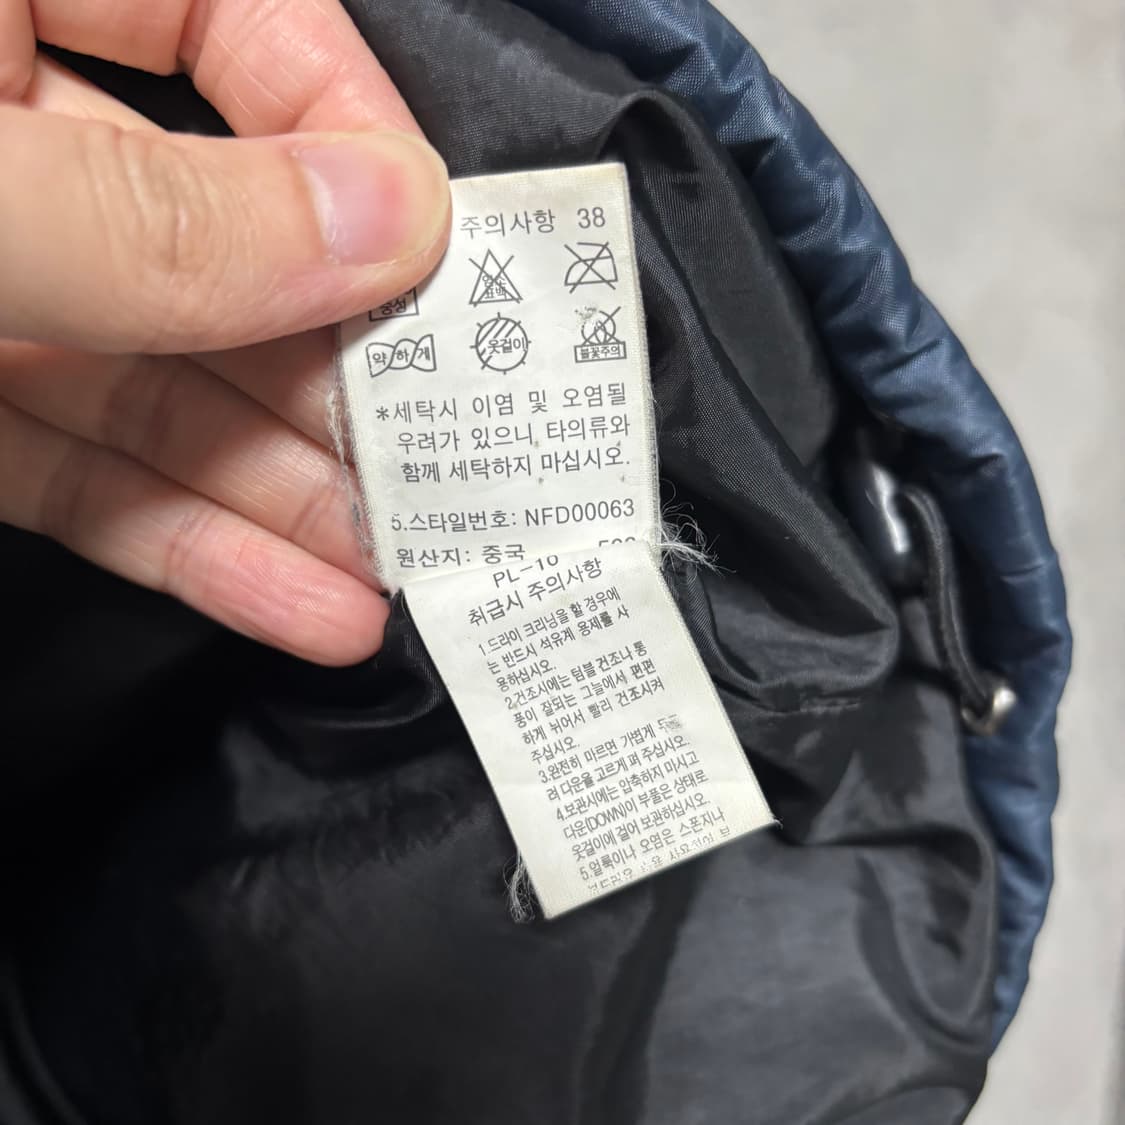 주의사항 38
염소
표백
중성
약하게
옷걸이
불꽃주의
*세탁시 이염 및 오염될
우려가 있으니 타의류와
함께 세탁하지 마십시오.
5.스타일번호: NFD00063
원산지: 중국
PL-10
취급시 주의사항
1.드라이 크리닝을 할 경우에
는 반드시 석유계 용제를 사
용하십시오.
2.건조시에는 텀블 건조나 통
풍이 잘되는 그늘에서 편편
하게 뉘어서 빨리 건조시켜
주십시오.
3.완전히 마르면 가볍게
려 다운을 고르게 펴 주십시오.
4.보관시에는 압축하지 마시고
다운(DOWN)이 부풀은 상태로
옷걸이에 걸어 보관하십시오.
5.얼룩이나 오염은 스폰지나